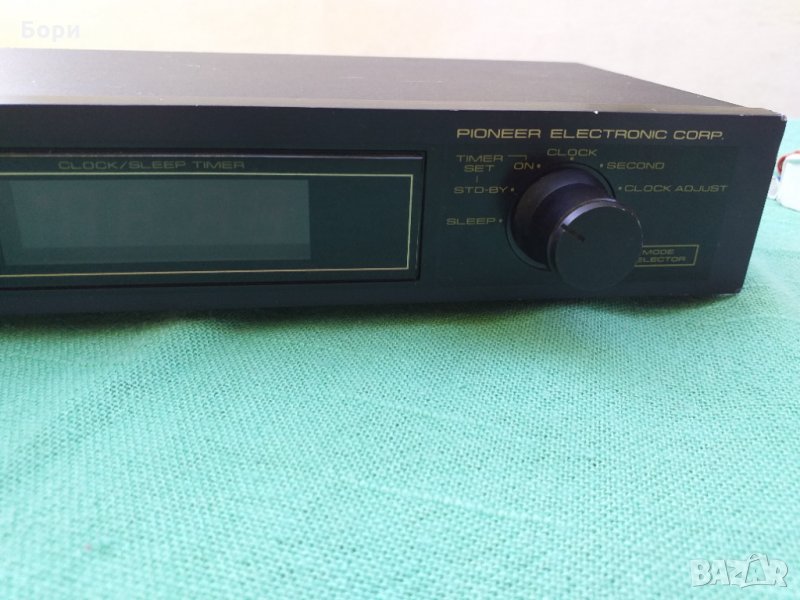 Бори
PIONEER ELECTRONIC CORP.
CLOCK/SLEEP TIMER
TIMER
SET
ON
CLOCK
SECOND
STD-BY
CLOCK ADJUST
SLEEP
MODE
BAZAR